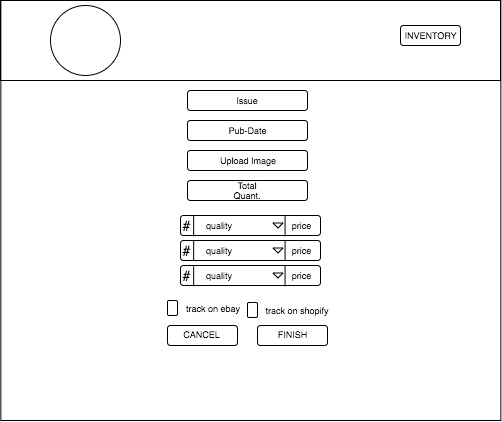 INVENTORY
Issue
Pub-Date
Upload Image
Total
Quant.
# quality price
# quality price
# quality price
track on ebay track on shopify
CANCEL FINISH